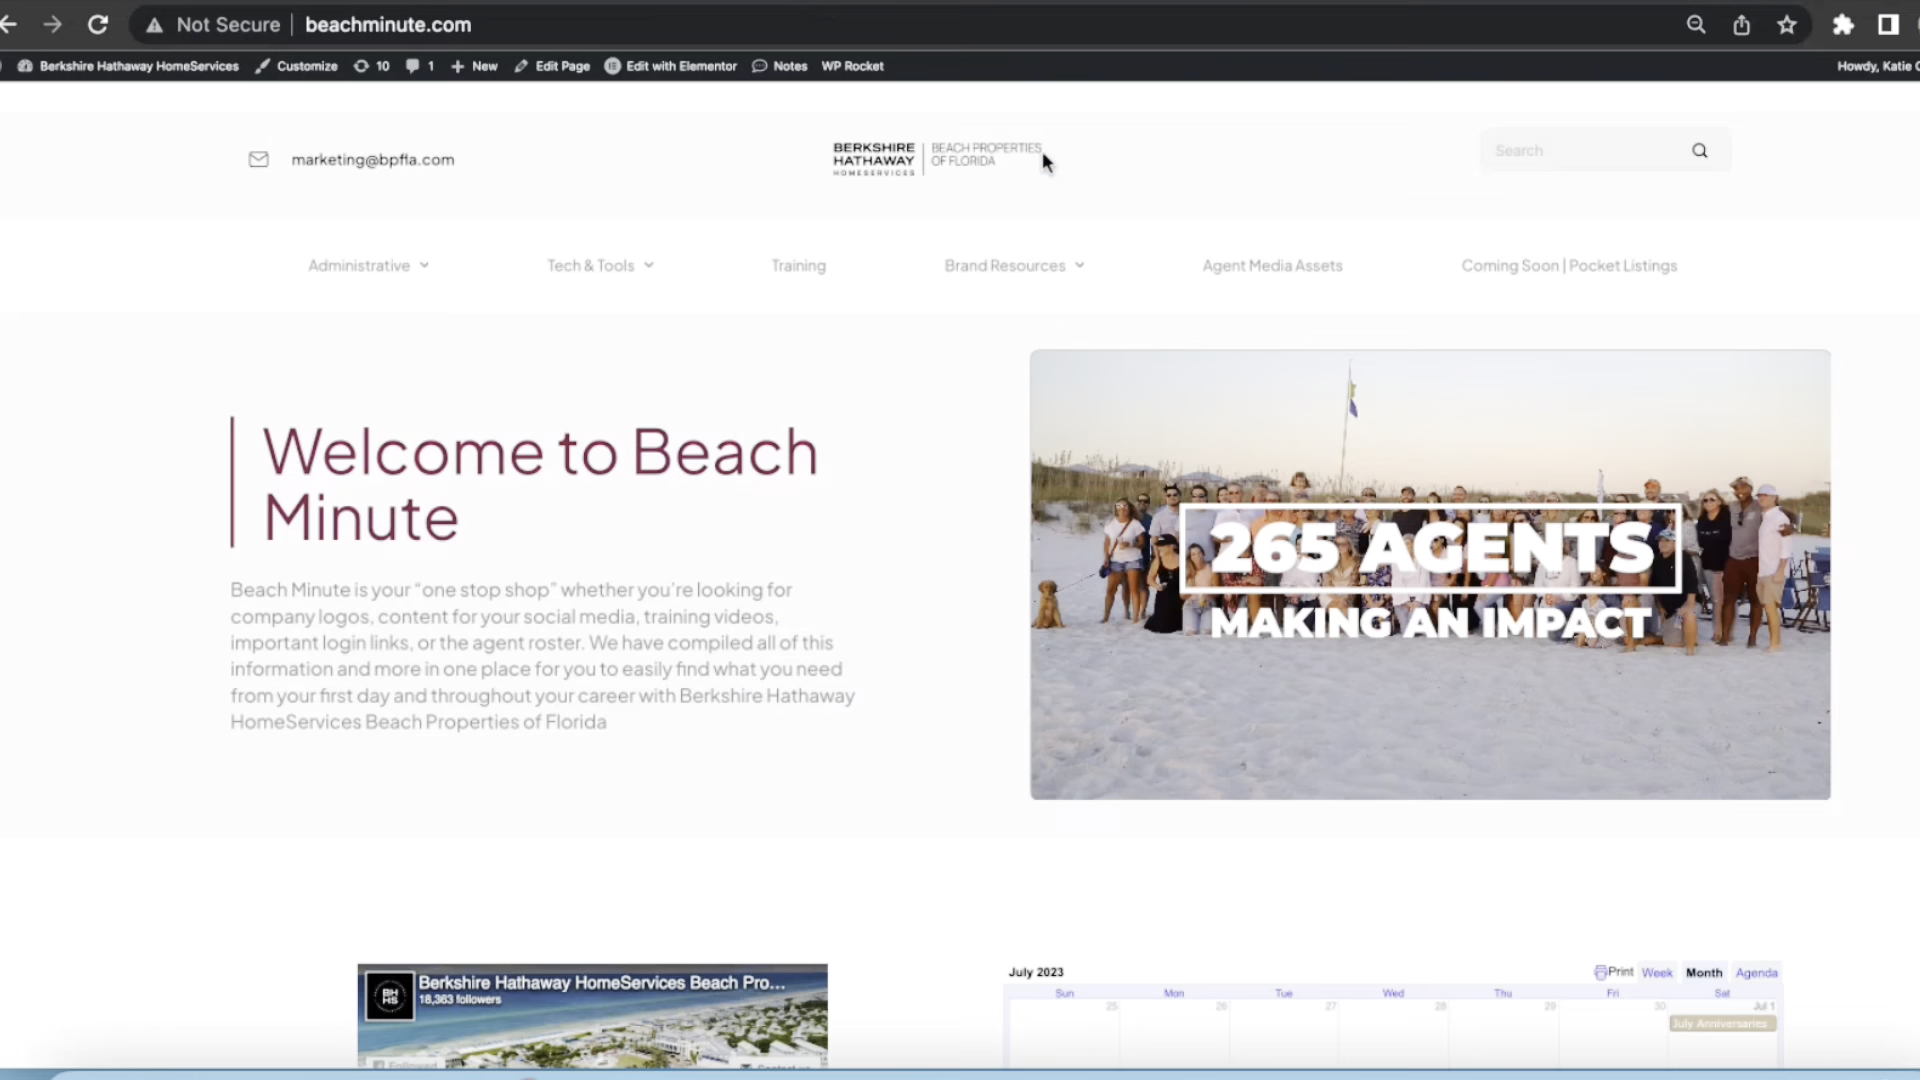 Not Secure | beachminute.com
Berkshire Hathaway HomeServices Customize 10 1 New Edit Page Edit with Elementor Notes WP Rocket Howdy, Katie
marketing@bpfla.com
BERKSHIRE HATHAWAY HOMESERVICES
BEACH PROPERTIES OF FLORIDA
Search
Administrative Tech & Tools Training Brand Resources Agent Media Assets Coming Soon | Pocket Listings
Welcome to Beach
Minute
Beach Minute is your “one stop shop” whether you’re looking for
company logos, content for your social media, training videos,
important login links, or the agent roster. We have compiled all of this
information and more in one place for you to easily find what you need
from your first day and throughout your career with Berkshire Hathaway
HomeServices Beach Properties of Florida
265 AGENTS
MAKING AN IMPACT
BH
HS
Berkshire Hathaway HomeServices Beach Pro...
18,363 followers
July 2023 Print Week Month Agenda
Sun Mon Tue Wed Thu Fri Sat
25 26 27 28 29 30 Jul 1
July Anniversaries